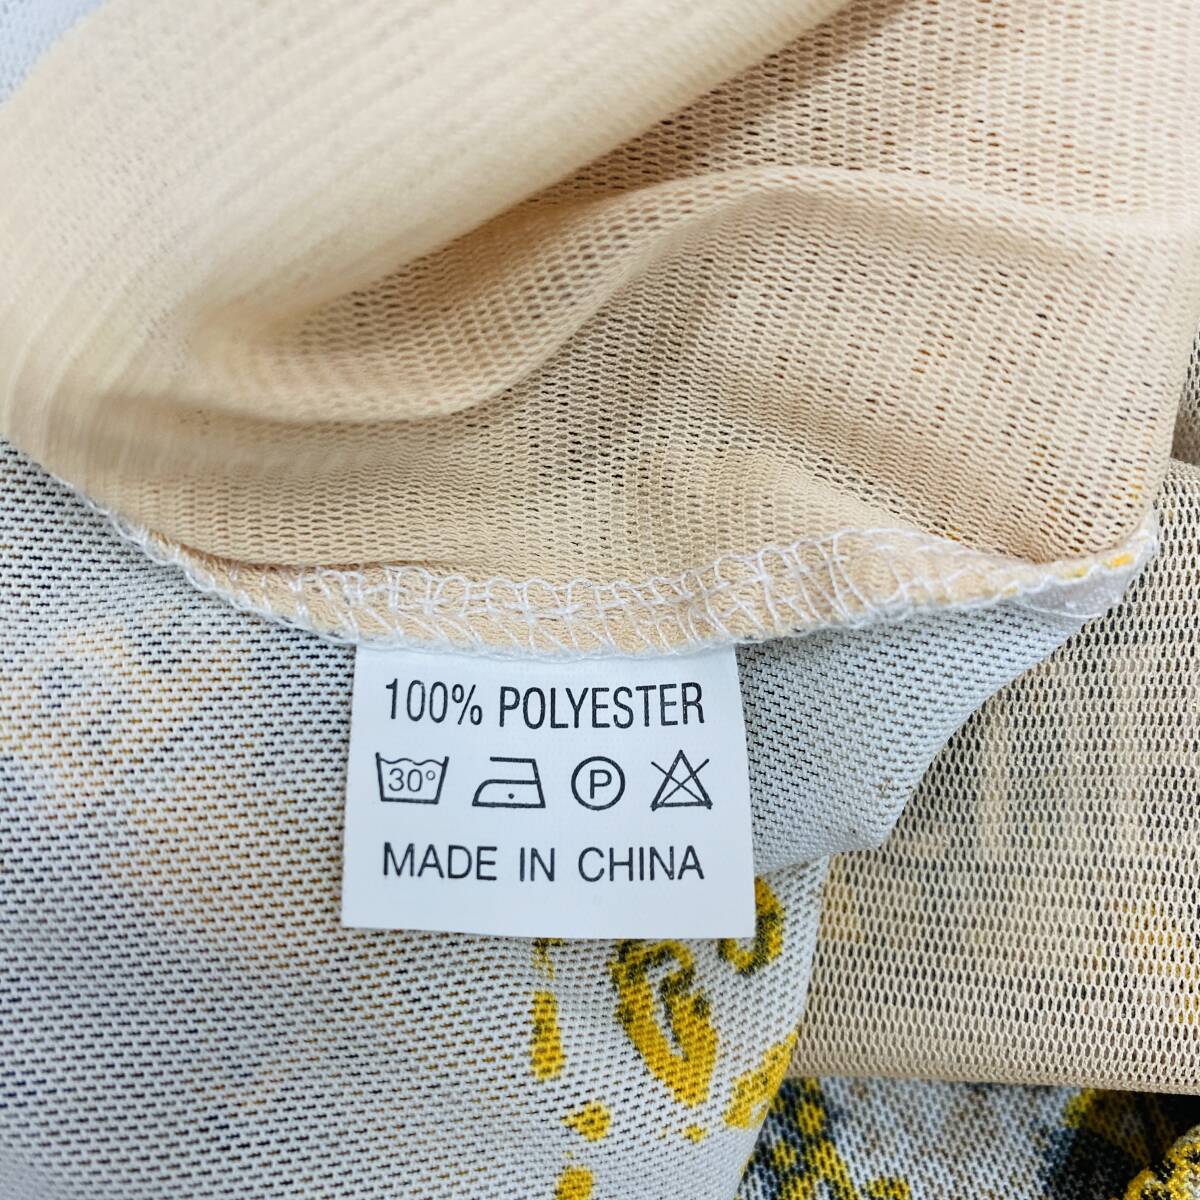 100% POLYESTER
30° P
MADE IN CHINA